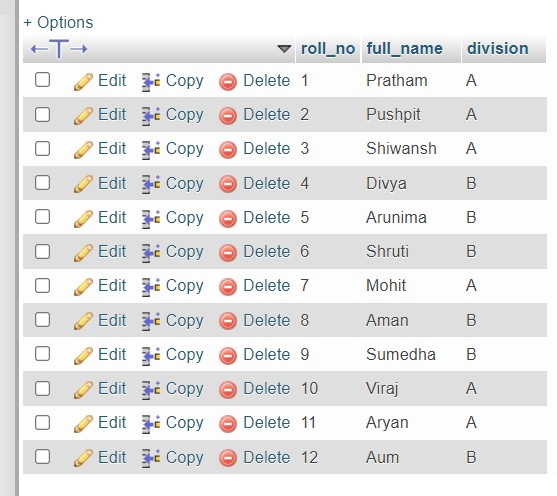 + Options
roll_no full_name division
Edit Copy Delete 1 Pratham A
Edit Copy Delete 2 Pushpit A
Edit Copy Delete 3 Shiwansh A
Edit Copy Delete 4 Divya B
Edit Copy Delete 5 Arunima B
Edit Copy Delete 6 Shruti B
Edit Copy Delete 7 Mohit A
Edit Copy Delete 8 Aman B
Edit Copy Delete 9 Sumedha B
Edit Copy Delete 10 Viraj A
Edit Copy Delete 11 Aryan A
Edit Copy Delete 12 Aum B